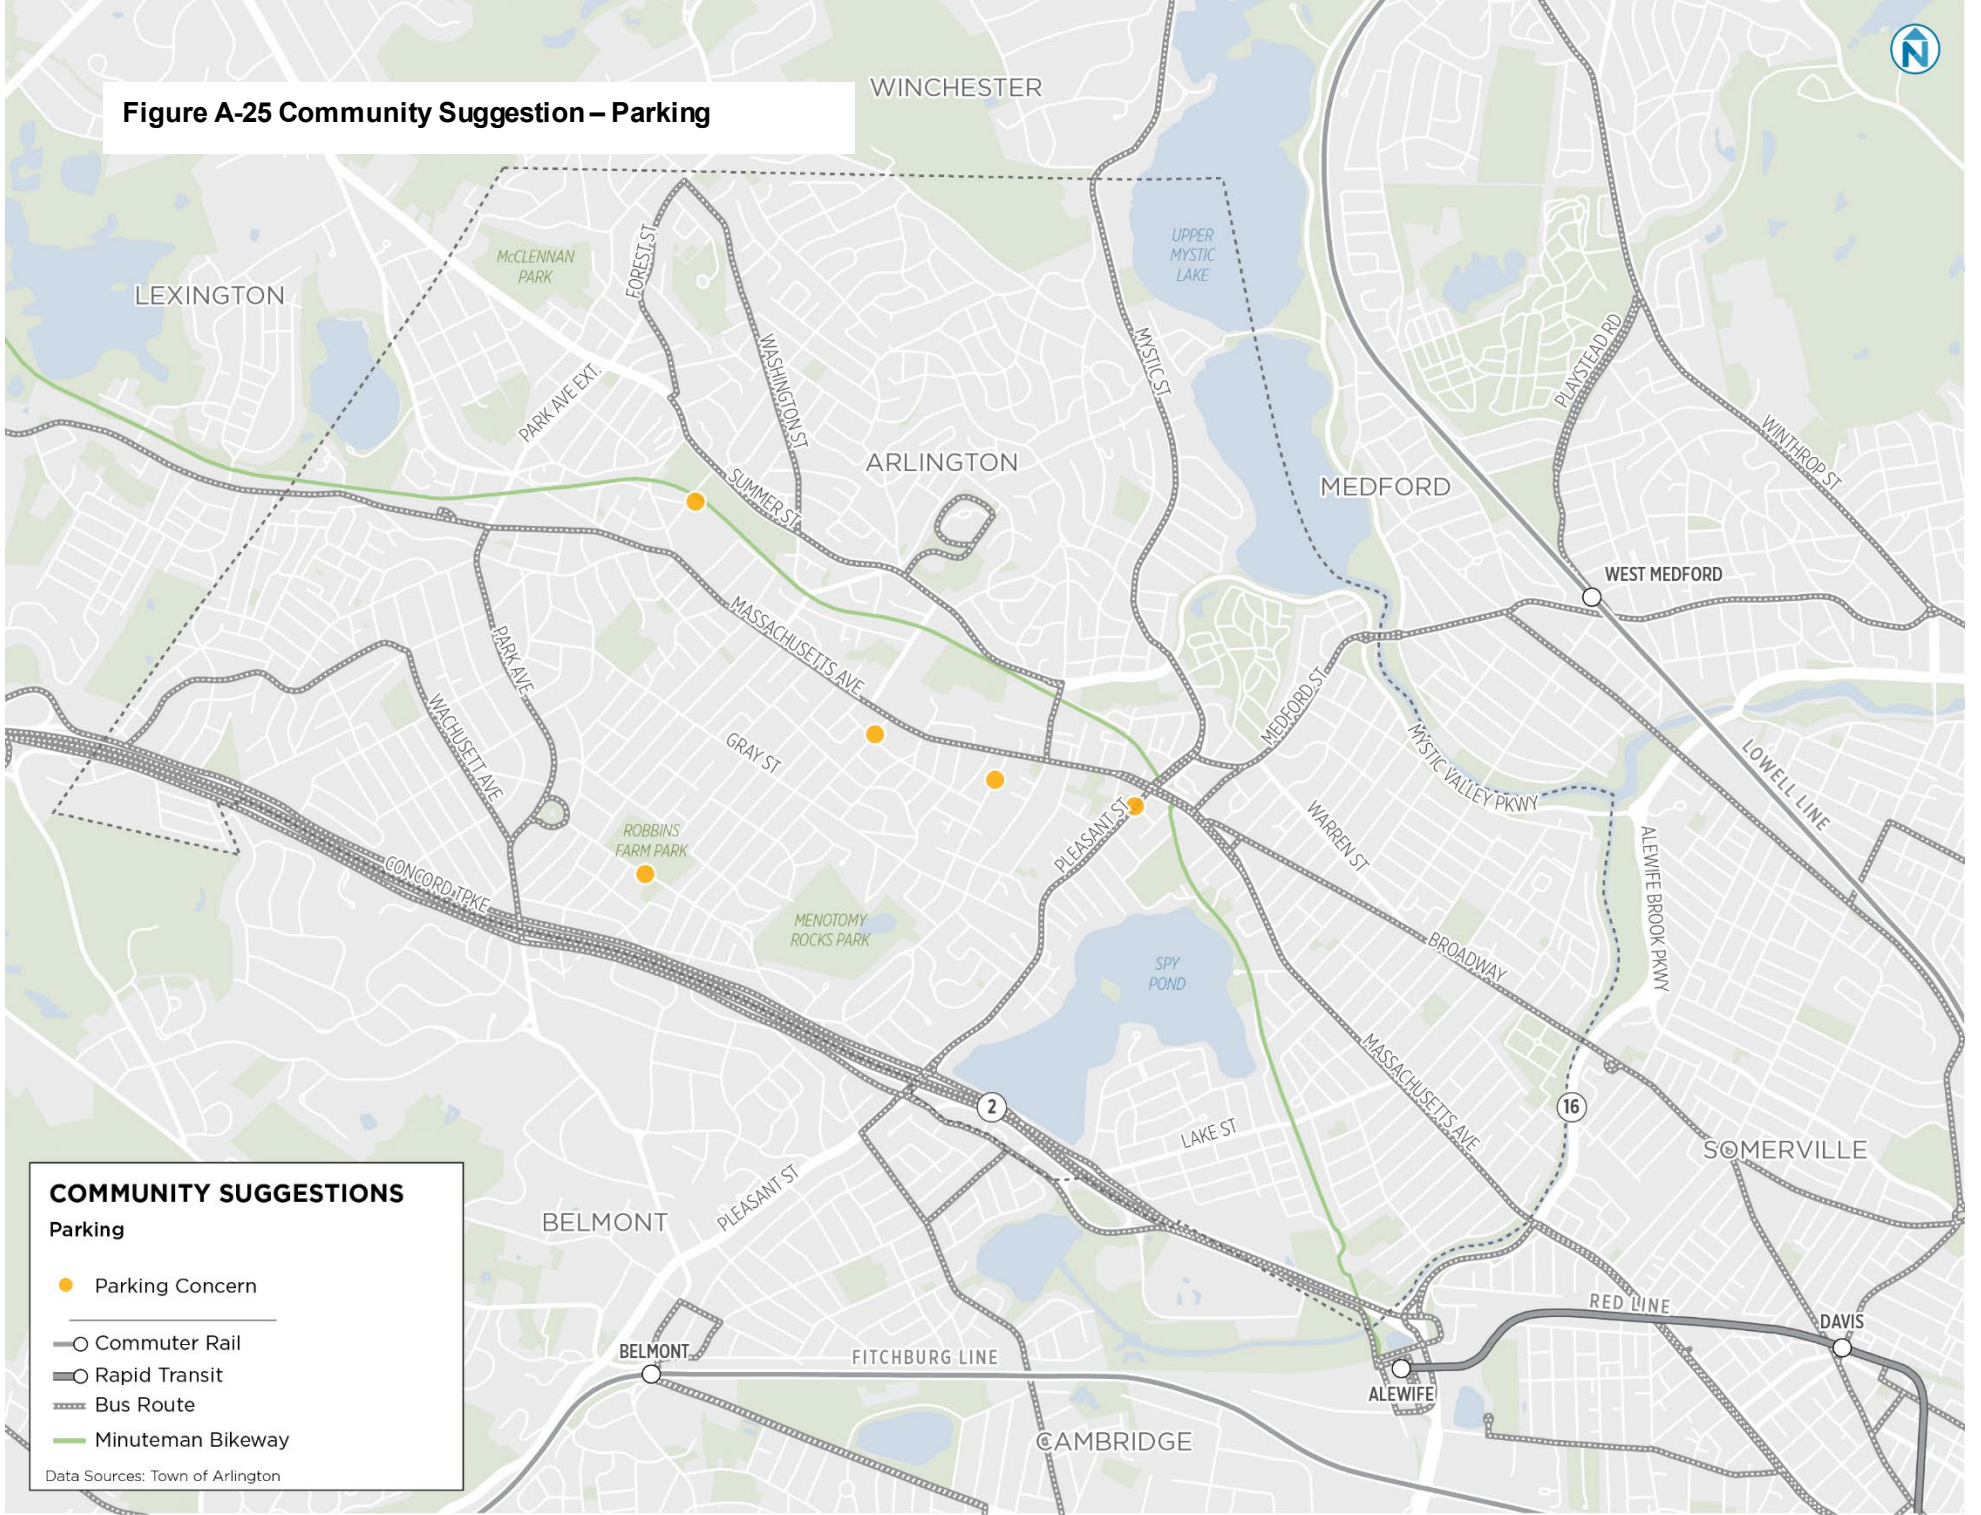 N
WINCHESTER
Figure A-25 Community Suggestion – Parking
UPPER
MYSTIC
LAKE
McCLENNAN
PARK
FOREST ST
LEXINGTON
WASHINGTON ST
MYSTIC ST
PLAYSTEAD RD
PARK AVE EXT.
WINTHROP ST
ARLINGTON
MEDFORD
SUMMER ST
WEST MEDFORD
MASSACHUSETTS AVE
PARK AVE
WACHUSETT AVE
GRAY ST
MEDFORD ST
MYSTIC VALLEY PKWY
LOWELL LINE
PLEASANT ST
WARREN ST
ROBBINS
FARM PARK
ALEWIFE BROOK PKWY
CONCORD TPKE
MENOTOMY
ROCKS PARK
BROADWAY
SPY
POND
MASSACHUSETTS AVE
2
16
LAKE ST
SOMERVILLE
COMMUNITY SUGGESTIONS
Parking
Parking Concern
Commuter Rail
Rapid Transit
Bus Route
Minuteman Bikeway
Data Sources: Town of Arlington
PLEASANT ST
BELMONT
RED LINE
DAVIS
BELMONT
FITCHBURG LINE
ALEWIFE
CAMBRIDGE